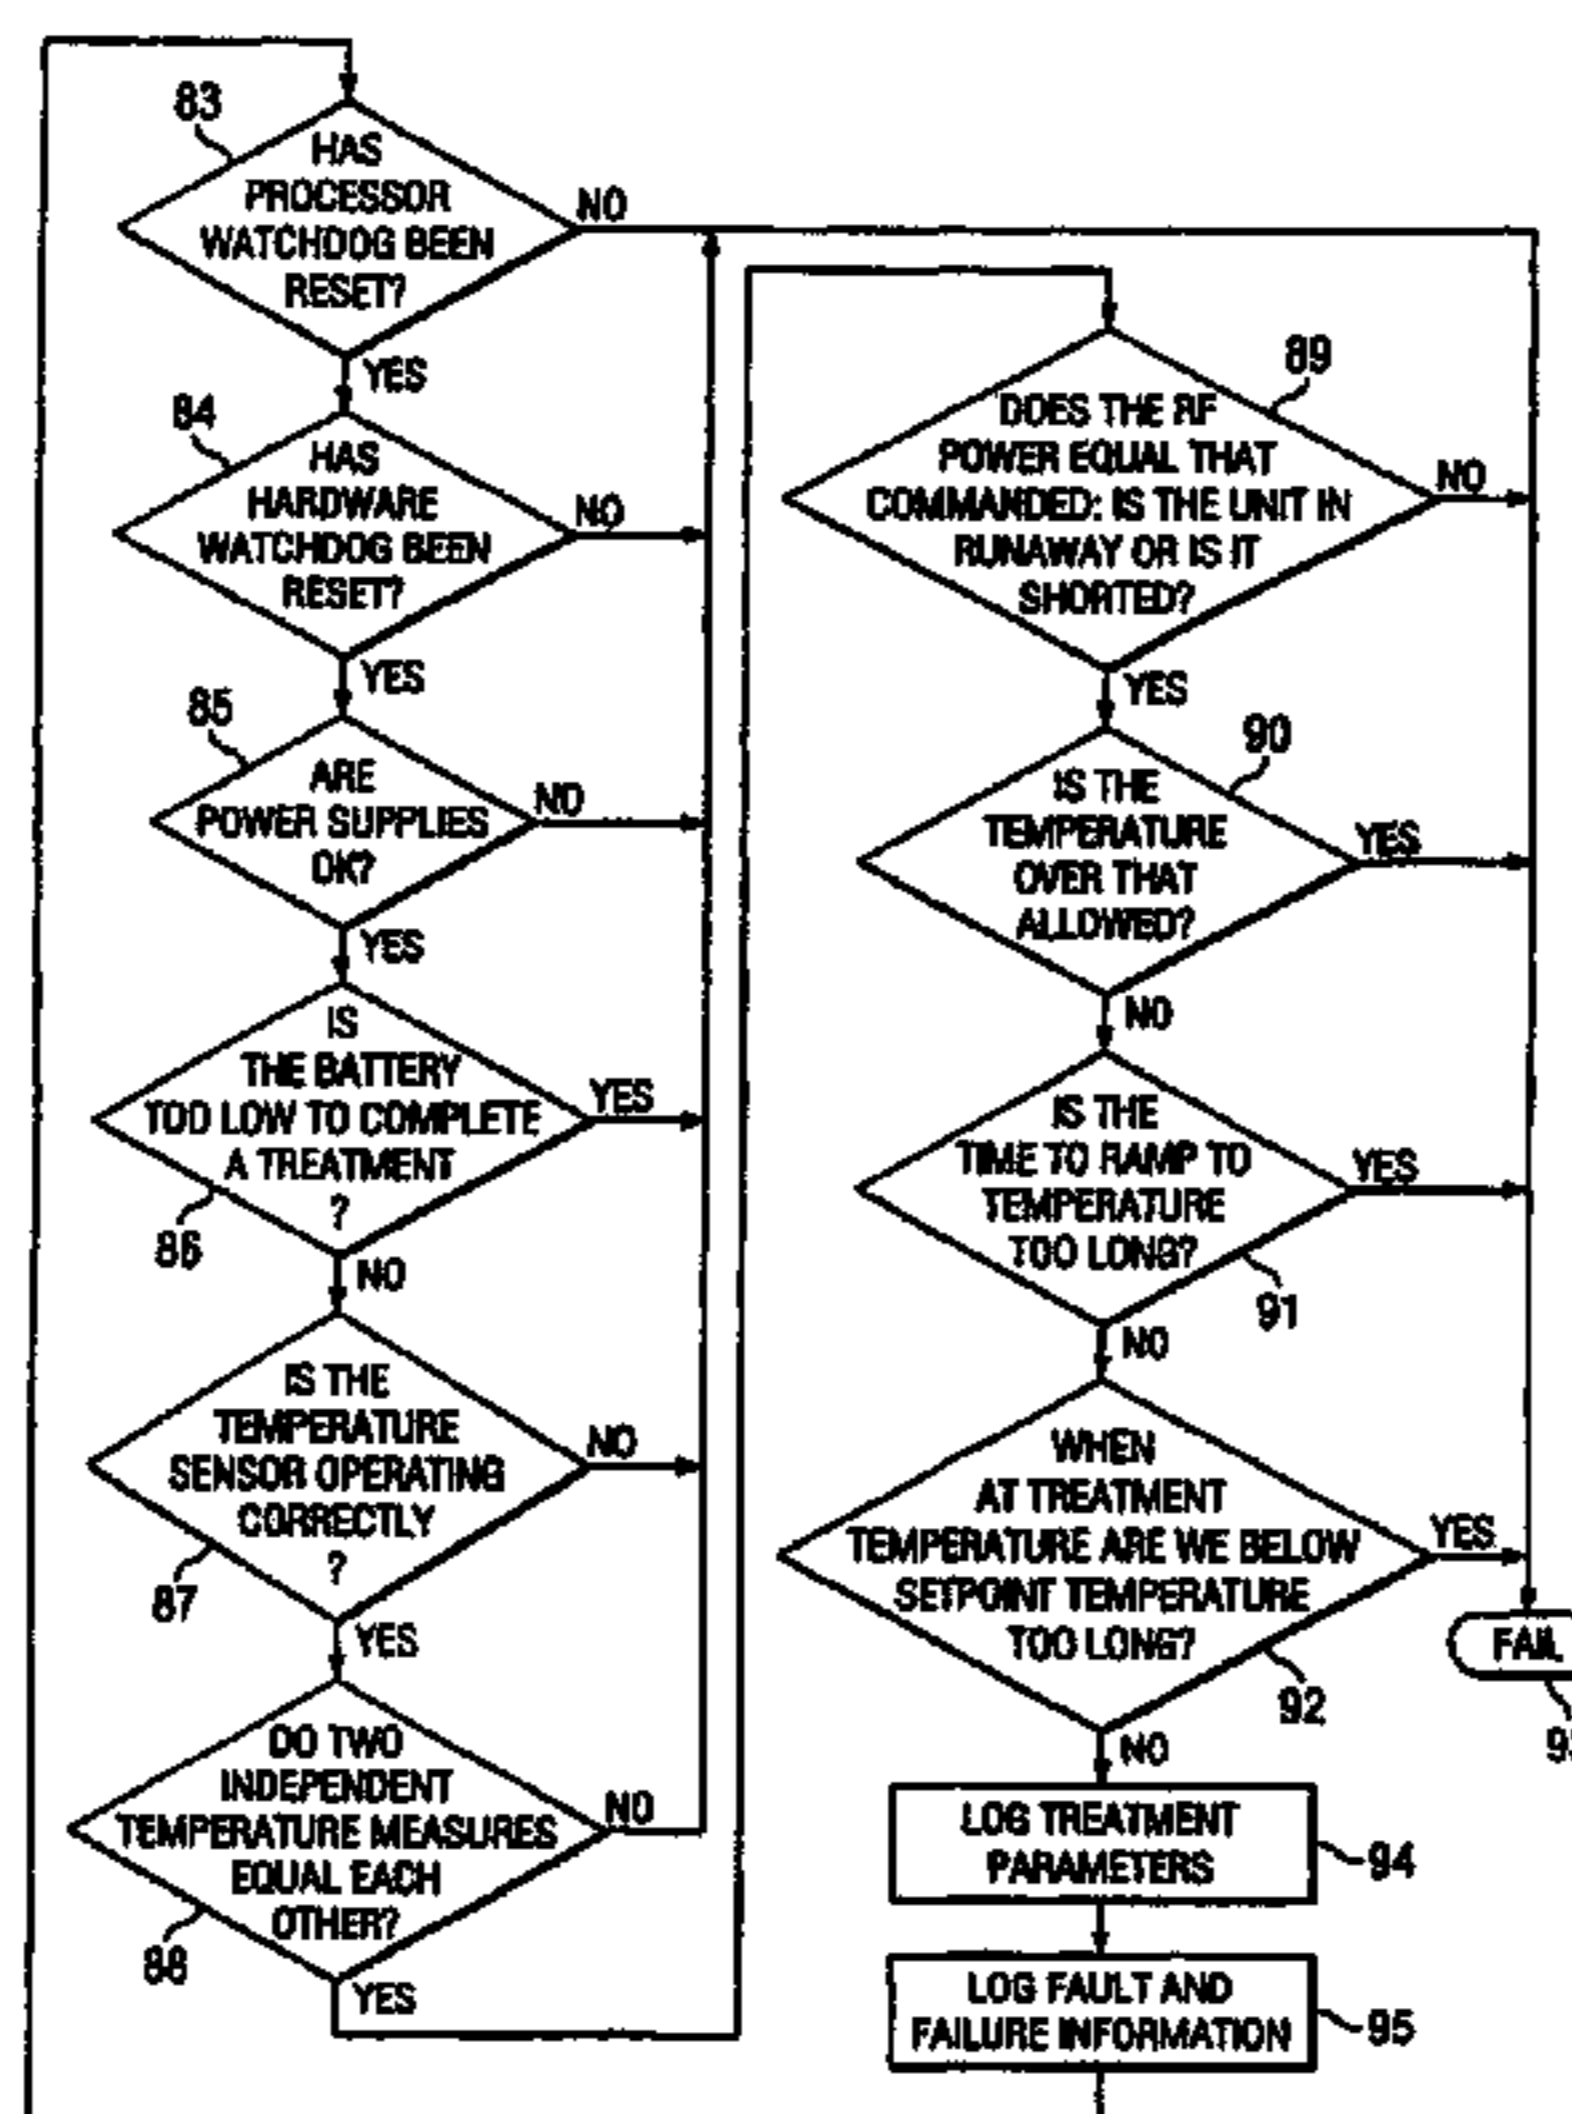 83
HAS
PROCESSOR
WATCHDOG BEEN
RESET?
NO
YES
84
HAS
HARDWARE
WATCHDOG BEEN
RESET?
NO
YES
85
ARE
POWER SUPPLIES
OK?
NO
YES
IS
THE BATTERY
TOO LOW TO COMPLETE
A TREATMENT
?
YES
86
NO
IS THE
TEMPERATURE
SENSOR OPERATING
CORRECTLY
?
NO
87
YES
DO TWO
INDEPENDENT
TEMPERATURE MEASURES
EQUAL EACH
OTHER?
NO
88
YES
89
DOES THE RF
POWER EQUAL THAT
COMMANDED: IS THE UNIT IN
RUNAWAY OR IS IT
SHORTED?
NO
YES
90
IS THE
TEMPERATURE
OVER THAT
ALLOWED?
YES
NO
IS THE
TIME TO RAMP TO
TEMPERATURE
TOO LONG?
YES
91
NO
WHEN
AT TREATMENT
TEMPERATURE ARE WE BELOW
SETPOINT TEMPERATURE
TOO LONG?
YES
92
NO
FAIL
LOG TREATMENT
PARAMETERS
94
LOG FAULT AND
FAILURE INFORMATION
95